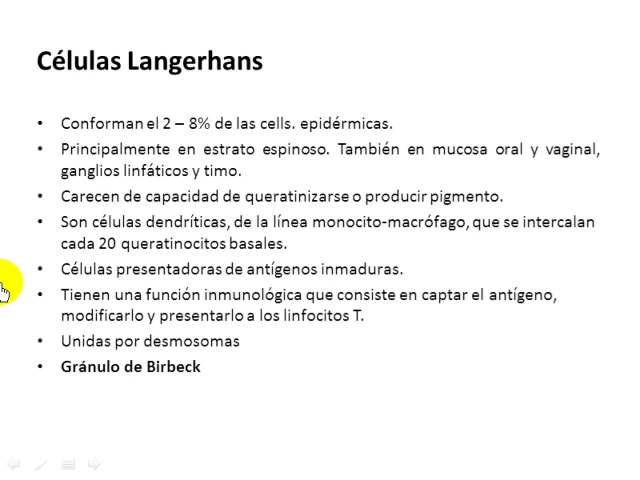 Células Langerhans
• Conforman el 2 – 8% de las cells. epidérmicas.
• Principalmente en estrato espinoso. También en mucosa oral y vaginal,
ganglios linfáticos y timo.
• Carecen de capacidad de queratinizarse o producir pigmento.
• Son células dendríticas, de la línea monocito-macrófago, que se intercalan
cada 20 queratinocitos basales.
• Células presentadoras de antígenos inmaduras.
• Tienen una función inmunológica que consiste en captar el antígeno,
modificarlo y presentarlo a los linfocitos T.
• Unidas por desmosomas
• Gránulo de Birbeck